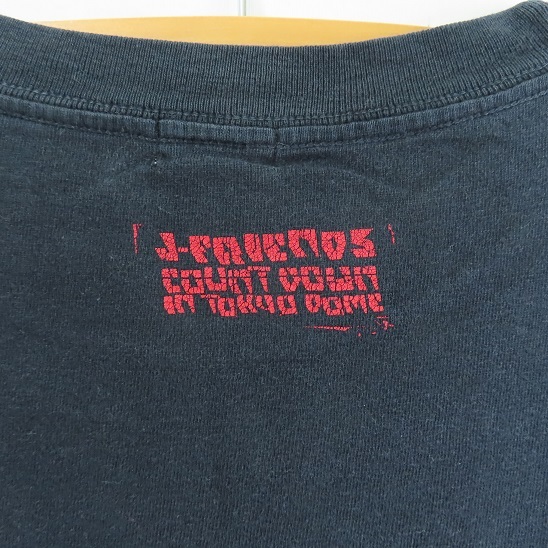 J-FRIENDS
COUNT DOWN
IN TOKYO DOME